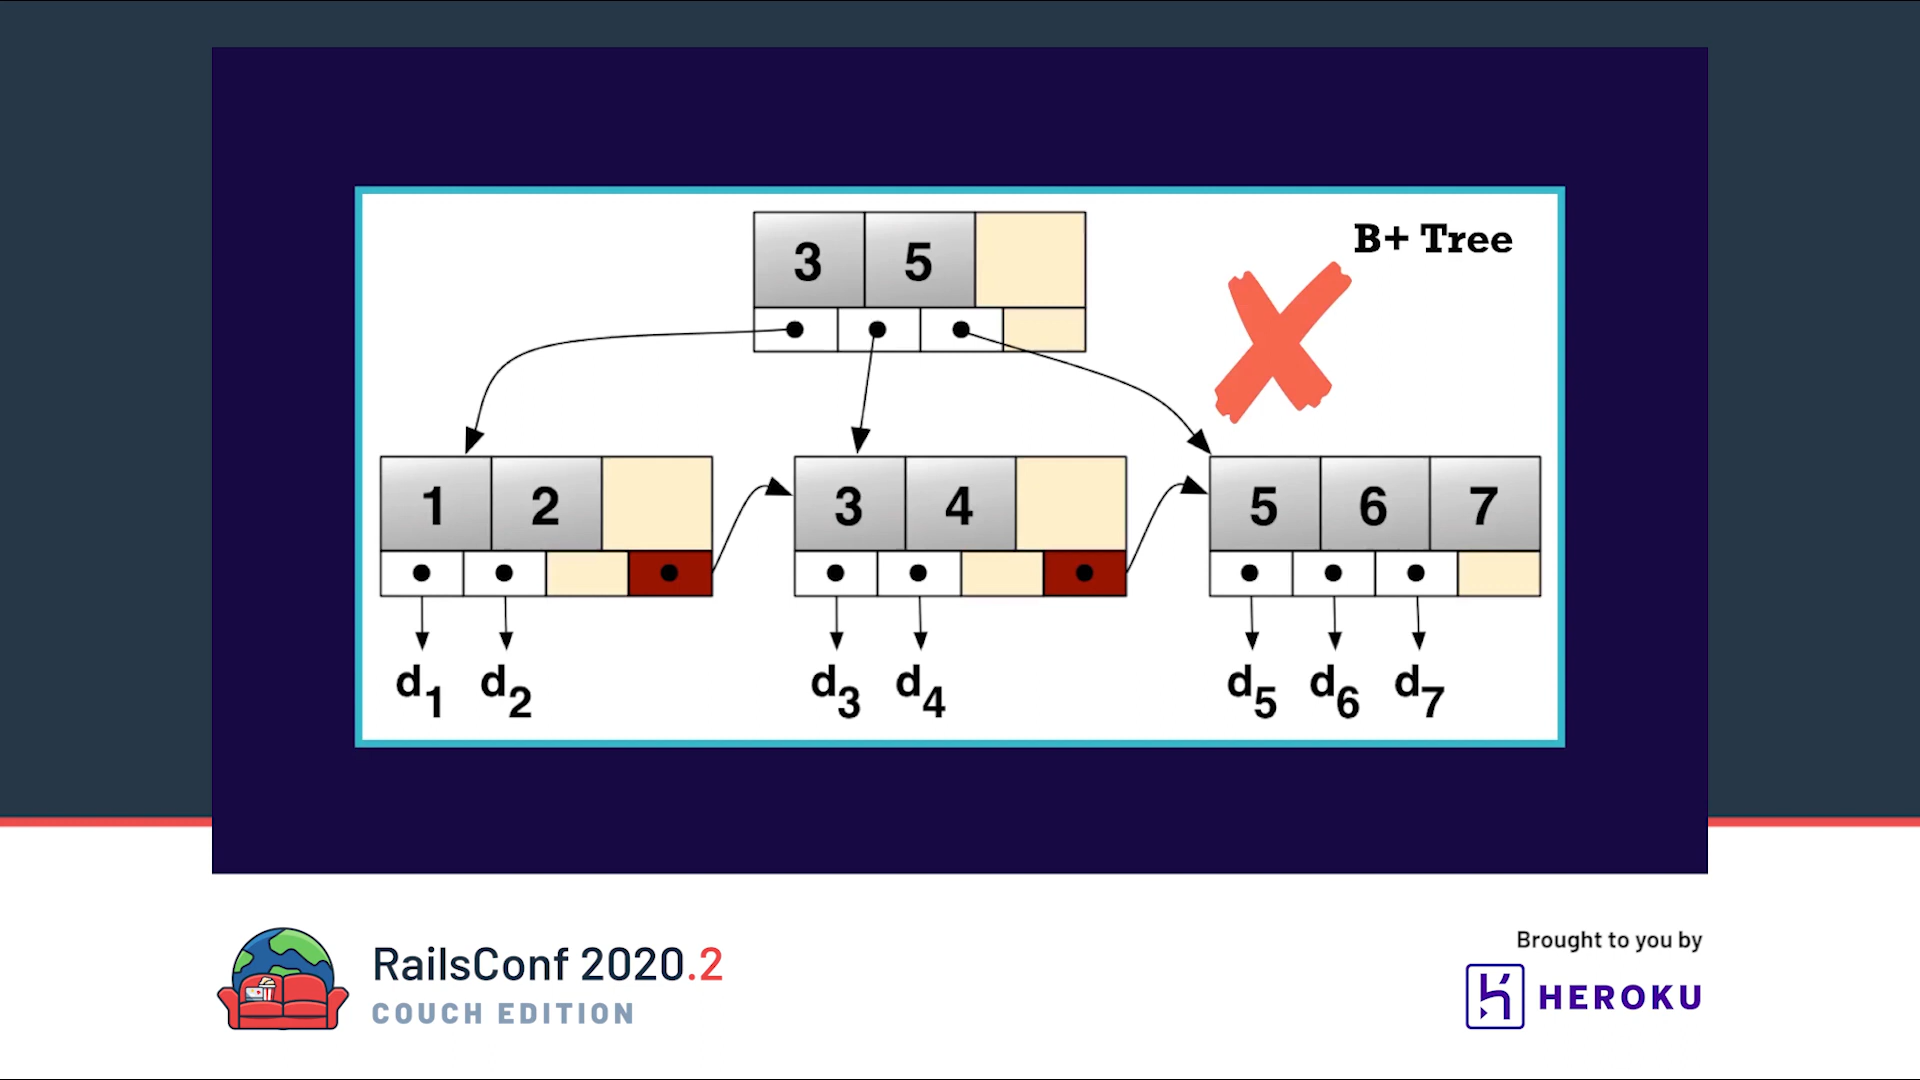 B+ Tree
3 5
1 2
3 4
5 6 7
d1 d2
d3 d4
d5 d6 d7
RailsConf 2020.2
COUCH EDITION
Brought to you by
HEROKU